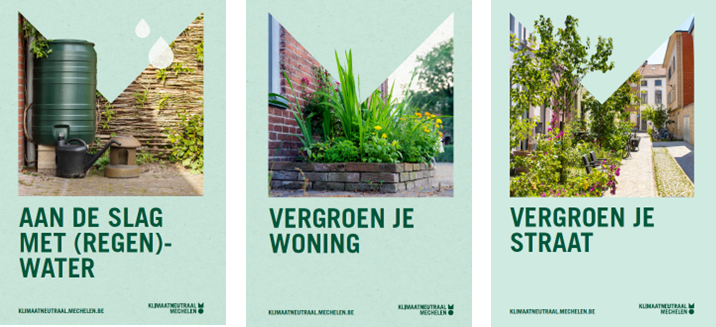 AAN DE SLAG
MET (REGEN)-
WATER
KLIMAATNEUTRAAL.MECHELEN.BE
KLIMAATNEUTRAAL
MECHELEN
VERGROEN JE
WONING
KLIMAATNEUTRAAL.MECHELEN.BE
KLIMAATNEUTRAAL
MECHELEN
VERGROEN JE
STRAAT
KLIMAATNEUTRAAL.MECHELEN.BE
KLIMAATNEUTRAAL
MECHELEN